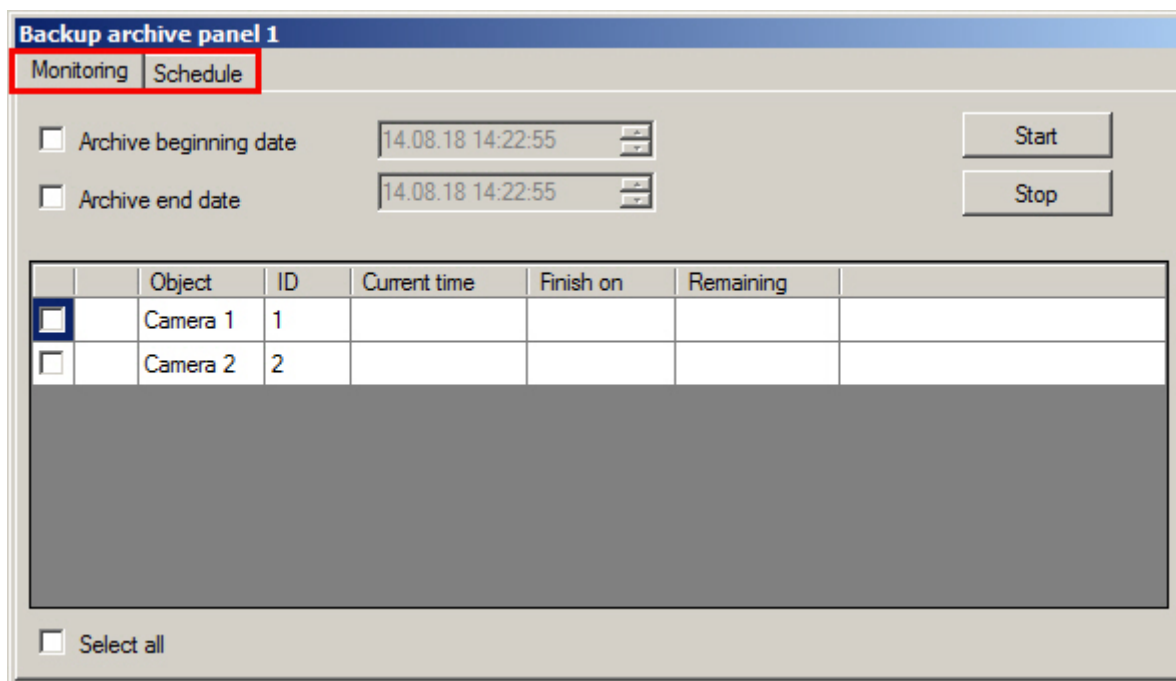 Backup archive panel 1
Monitoring Schedule
Archive beginning date 14.08.18 14:22:55 Start
Archive end date 14.08.18 14:22:55 Stop
Object ID Current time Finish on Remaining
Camera 1 1
Camera 2 2
Select all